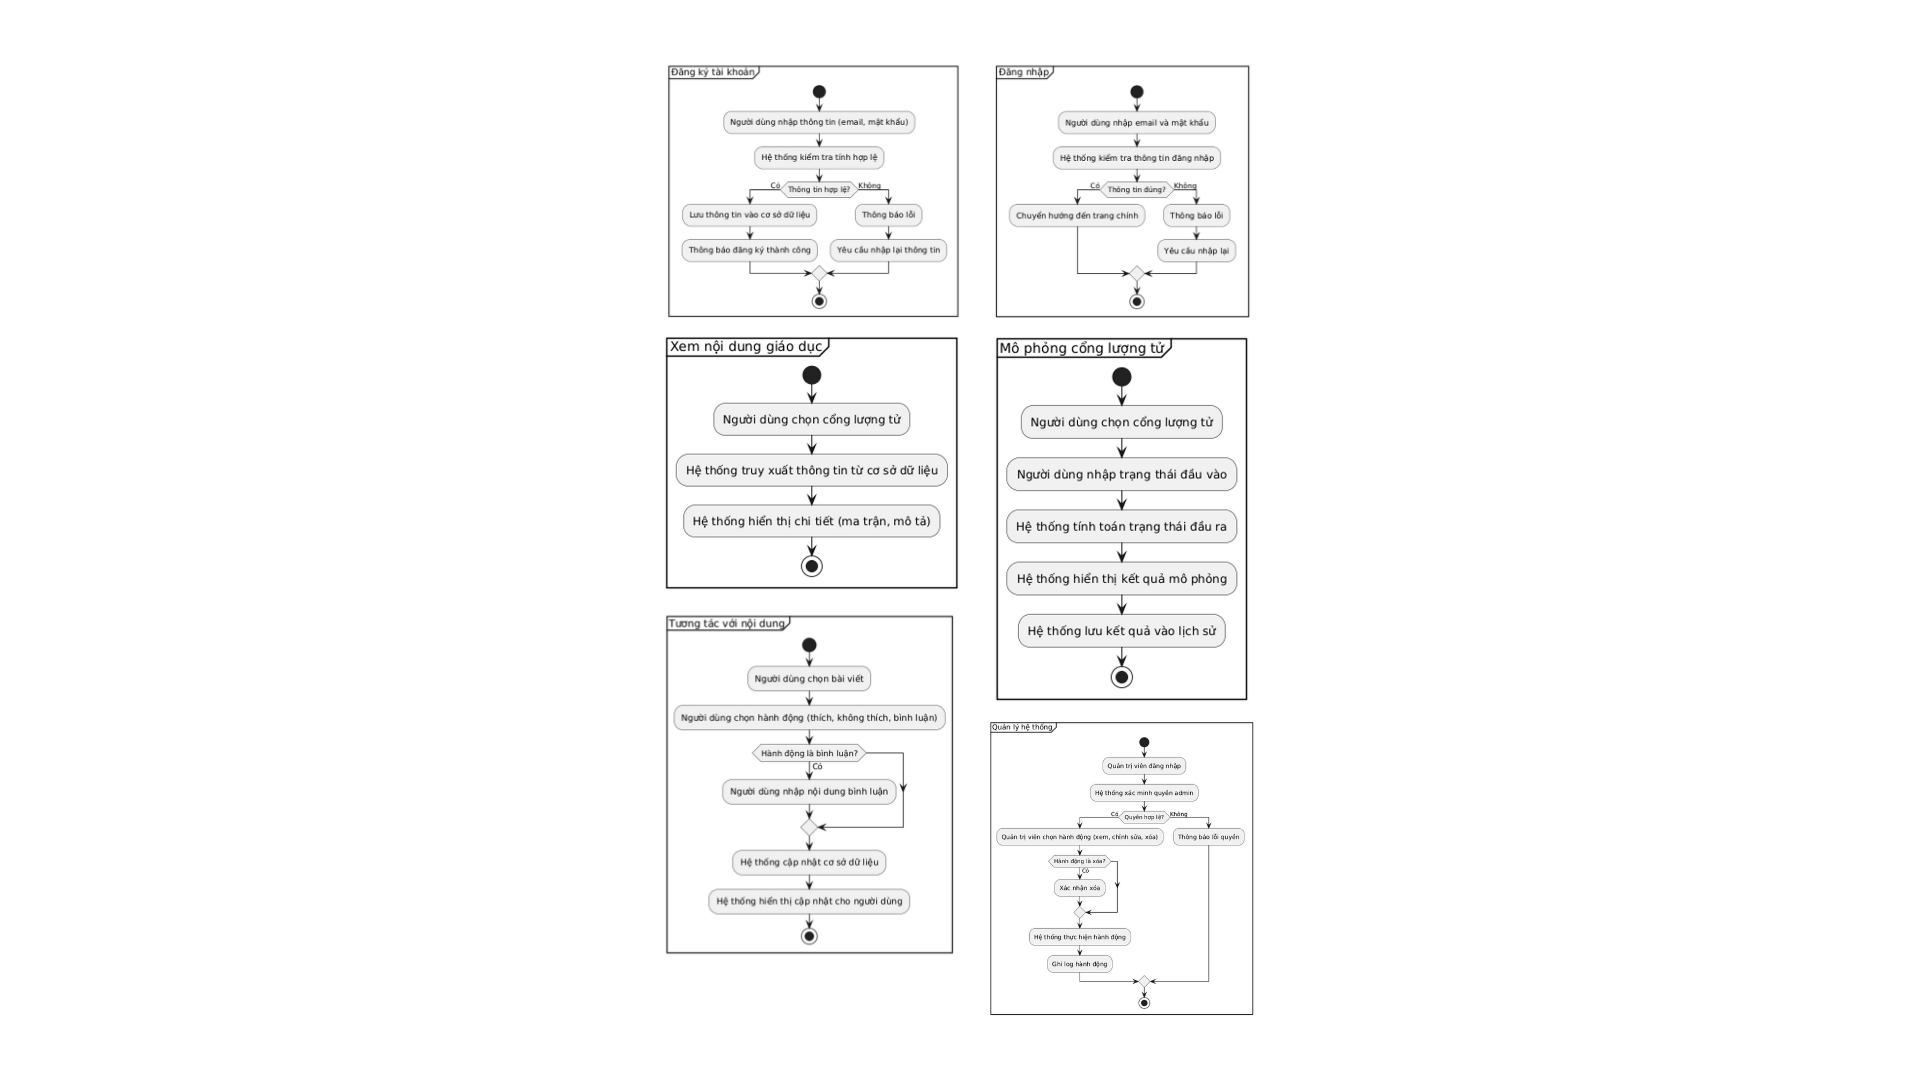 Đăng ký tài khoản
Người dùng nhập thông tin (email, mật khẩu)
Hệ thống kiểm tra tính hợp lệ
Có
Thông tin hợp lệ?
Không
Lưu thông tin vào cơ sở dữ liệu
Thông báo lỗi
Thông báo đăng ký thành công
Yêu cầu nhập lại thông tin
Đăng nhập
Người dùng nhập email và mật khẩu
Hệ thống kiểm tra thông tin đăng nhập
Có
Thông tin đúng?
Không
Chuyển hướng đến trang chính
Thông báo lỗi
Yêu cầu nhập lại
Xem nội dung giáo dục
Người dùng chọn cổng lượng tử
Hệ thống truy xuất thông tin từ cơ sở dữ liệu
Hệ thống hiển thị chi tiết (ma trận, mô tả)
Mô phỏng cổng lượng tử
Người dùng chọn cổng lượng tử
Người dùng nhập trạng thái đầu vào
Hệ thống tính toán trạng thái đầu ra
Hệ thống hiển thị kết quả mô phỏng
Hệ thống lưu kết quả vào lịch sử
Tương tác với nội dung
Người dùng chọn bài viết
Người dùng chọn hành động (thích, không thích, bình luận)
Hành động là bình luận?
Có
Người dùng nhập nội dung bình luận
Hệ thống cập nhật cơ sở dữ liệu
Hệ thống hiển thị cập nhật cho người dùng
Quản lý hệ thống
Quản trị viên đăng nhập
Hệ thống xác minh quyền admin
Có
Quyền hợp lệ?
Không
Quản trị viên chọn hành động (xem, chỉnh sửa, xóa)
Thông báo lỗi quyền
Hành động là xóa?
Có
Xác nhận xóa
Hệ thống thực hiện hành động
Ghi log hành động